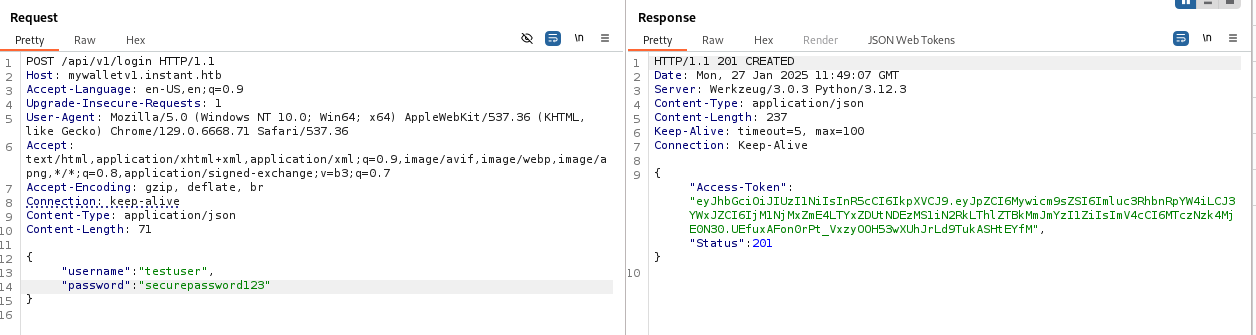 Request
Pretty Raw Hex
\n
1 POST /api/v1/login HTTP/1.1
2 Host: mywalletv1.instant.htb
3 Accept-Language: en-US,en;q=0.9
4 Upgrade-Insecure-Requests: 1
5 User-Agent: Mozilla/5.0 (Windows NT 10.0; Win64; x64) AppleWebKit/537.36 (KHTML,
like Gecko) Chrome/129.0.6668.71 Safari/537.36
6 Accept:
text/html,application/xhtml+xml,application/xml;q=0.9,image/avif,image/webp,image/a
png,*/*;q=0.8,application/signed-exchange;v=b3;q=0.7
7 Accept-Encoding: gzip, deflate, br
8 Connection: keep-alive
9 Content-Type: application/json
10 Content-Length: 71
11
12 {
13 "username":"testuser",
14 "password":"securepassword123"
15 }
16
Response
Pretty Raw Hex Render JSON Web Tokens
\n
1 HTTP/1.1 201 CREATED
2 Date: Mon, 27 Jan 2025 11:49:07 GMT
3 Server: Werkzeug/3.0.3 Python/3.12.3
4 Content-Type: application/json
5 Content-Length: 237
6 Keep-Alive: timeout=5, max=100
7 Connection: Keep-Alive
8
9 {
"Access-Token":
"eyJhbGciOiJIUzI1NiIsInR5cCI6IkpXVCJ9.eyJpZCI6Mywicm9sZSI6Imluc3RhbnRpYW4iLCJ3
YWxJZCI6IjM1NjMxZmE4LTYxZDUtNDEzMS1iN2RkLThlZTBkMmJmYzI1ZiIsImV4cCI6MTczNzk4Mj
E0N30.UEfuxAFon0rPt_VxzyOOH53wXUhJrLd9TukASHtEYfM",
"Status":201
}
10